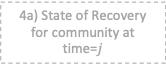 4a) State of Recovery
for community at
time=j